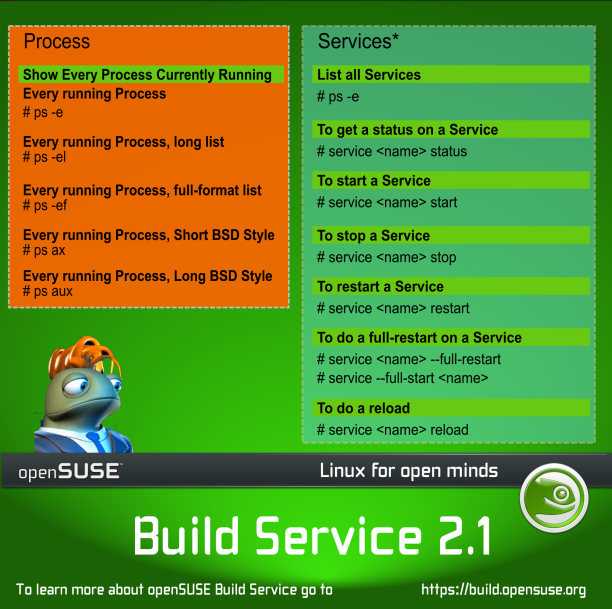 Process
Show Every Process Currently Running
Every running Process
# ps -e
Every running Process, long list
# ps -el
Every running Process, full-format list
# ps -ef
Every running Process, Short BSD Style
# ps ax
Every running Process, Long BSD Style
# ps aux
Services*
List all Services
# ps -e
To get a status on a Service
# service <name> status
To start a Service
# service <name> start
To stop a Service
# service <name> stop
To restart a Service
# service <name> restart
To do a full-restart on a Service
# service <name> --full-restart
# service --full-start <name>
To do a reload
# service <name> reload
openSUSE™
Linux for open minds
Build Service 2.1
To learn more about openSUSE Build Service go to
https://build.opensuse.org